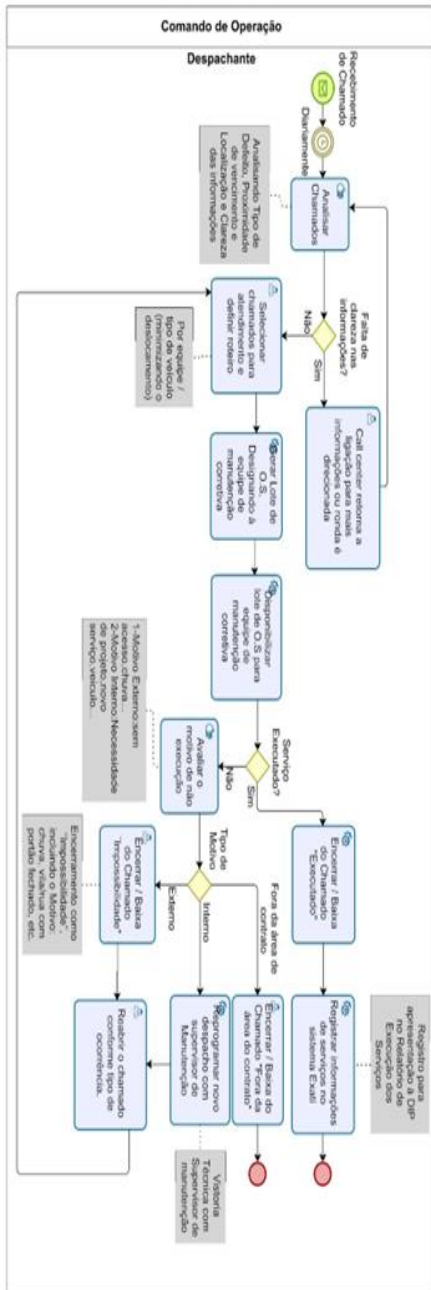 Comando de Operação
Despachante
Recebimento
de Chamado
Diariamente
Analisar
Chamados
Analisando Tipo de
Defeito, Proximidade
de vencimento e
Localização e Clareza
das informações
Falta de
clareza nas
informações?
Sim
Não
Call center retorna a
ligação para mais
informações ou ronda é
direcionada
Selecionar
chamados para
atendimento e
definir roteiro
Por equipe /
tipo de veículo
(minimizando o
deslocamento)
Gerar Lote de
O.S.
Designando à
equipe de
manutenção
corretiva
Disponibilizar
lote de O.S para
equipe de
manutenção
corretiva
Serviço
Executado?
Sim
Não
Encerrar / Baixa
do Chamado
"Executado"
Registrar informações
de serviços no
sistema Exati
Registro para
apresentação à DIP
no Relatório de
Execução dos
Serviços
Avaliar o
motivo de não
execução
1-Motivo Externo:sem
acesso,chuva...
2-Motivo Interno:Necessidade
de projeto,novo
serviço,veiculo...
Tipo de
Motivo
Fora da área de
contrato
Interno
Externo
Encerrar / Baixa do
Chamado "Fora da
área do contrato"
Reprogramar novo
despacho com
supervisor de
Manutenção
Vistoria
Técnica com
Supervisor de
manutenção
Encerrar / Baixa
do Chamado
"Impossibilidade"
Encerramento como
"Impossibilidade",
incluindo o Motivo:
chuva, vila/rua com
portão fechado, etc.
Reabrir o chamado
conforme tipo de
ocorrência.